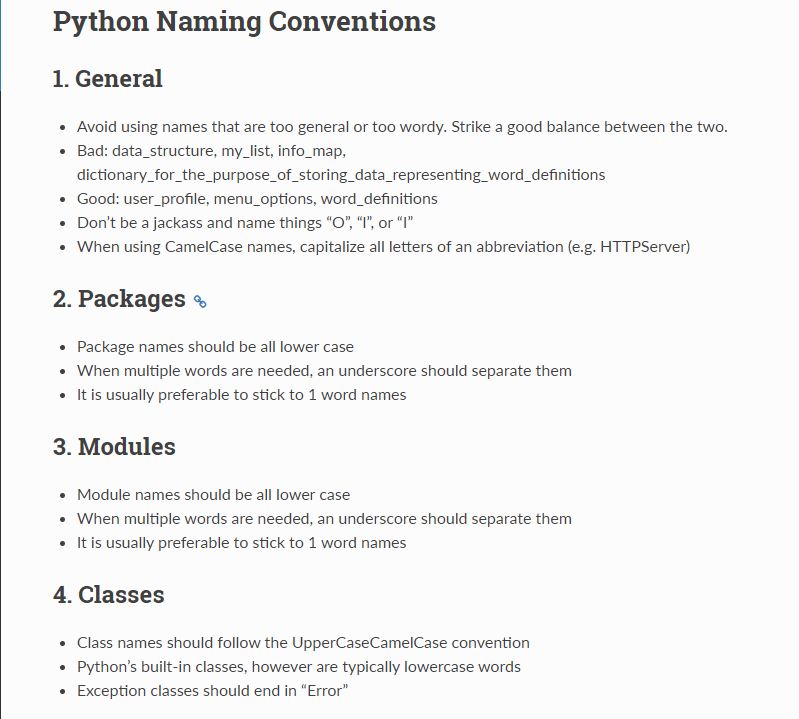 Python Naming Conventions
1. General
• Avoid using names that are too general or too wordy. Strike a good balance between the two.
• Bad: data_structure, my_list, info_map,
dictionary_for_the_purpose_of_storing_data_representing_word_definitions
• Good: user_profile, menu_options, word_definitions
• Don’t be a jackass and name things “O”, “l”, or “I”
• When using CamelCase names, capitalize all letters of an abbreviation (e.g. HTTPServer)
2. Packages
• Package names should be all lower case
• When multiple words are needed, an underscore should separate them
• It is usually preferable to stick to 1 word names
3. Modules
• Module names should be all lower case
• When multiple words are needed, an underscore should separate them
• It is usually preferable to stick to 1 word names
4. Classes
• Class names should follow the UpperCaseCamelCase convention
• Python’s built-in classes, however are typically lowercase words
• Exception classes should end in “Error”